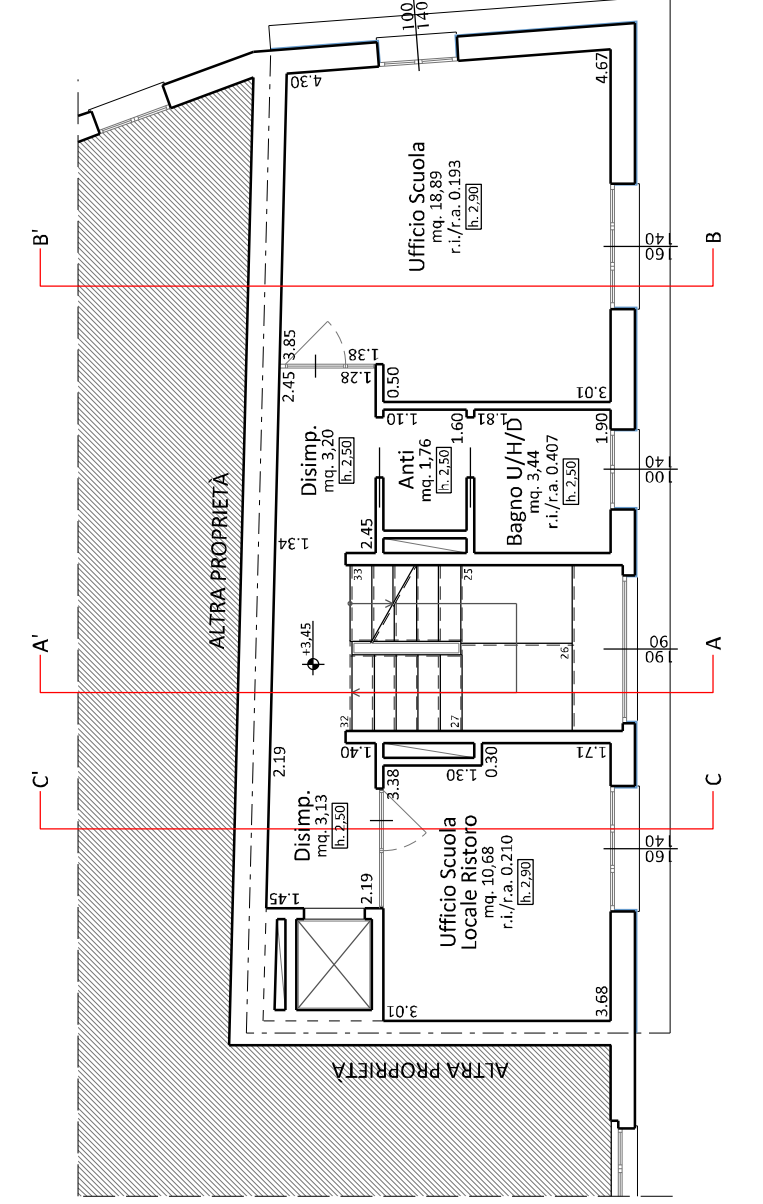 100
140
4.30
4.67
Ufficio Scuola
mq. 18,89
r.i./r.a. 0.193
h. 2,90
B'
B
140
160
3.85
1.38
2.45
1.28
0.50
3.01
1.10
1.81
1.60
1.90
Disimp.
mq. 3,20
h. 2,50
Anti
mq. 1,76
h. 2,50
Bagno U/H/D
mq. 3,44
r.i./r.a. 0.407
h. 2,50
140
100
ALTRA PROPRIETÀ
1.34
2.45
33
25
A'
A
+3,45
26
90
190
32
27
2.19
1.40
1.71
C'
C
3.38
1.30
0.30
Disimp.
mq. 3,13
h. 2,50
Ufficio Scuola
Locale Ristoro
mq. 10,68
r.i./r.a. 0.210
h. 2,90
140
160
1.45
2.19
3.01
3.68
ALTRA PROPRIETÀ